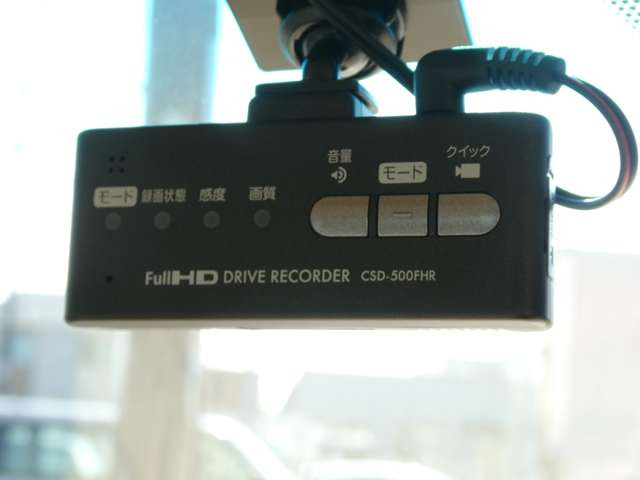 音量 モード クイック
モード 録画状態 感度 画質
FullHD DRIVE RECORDER CSD-500FHR